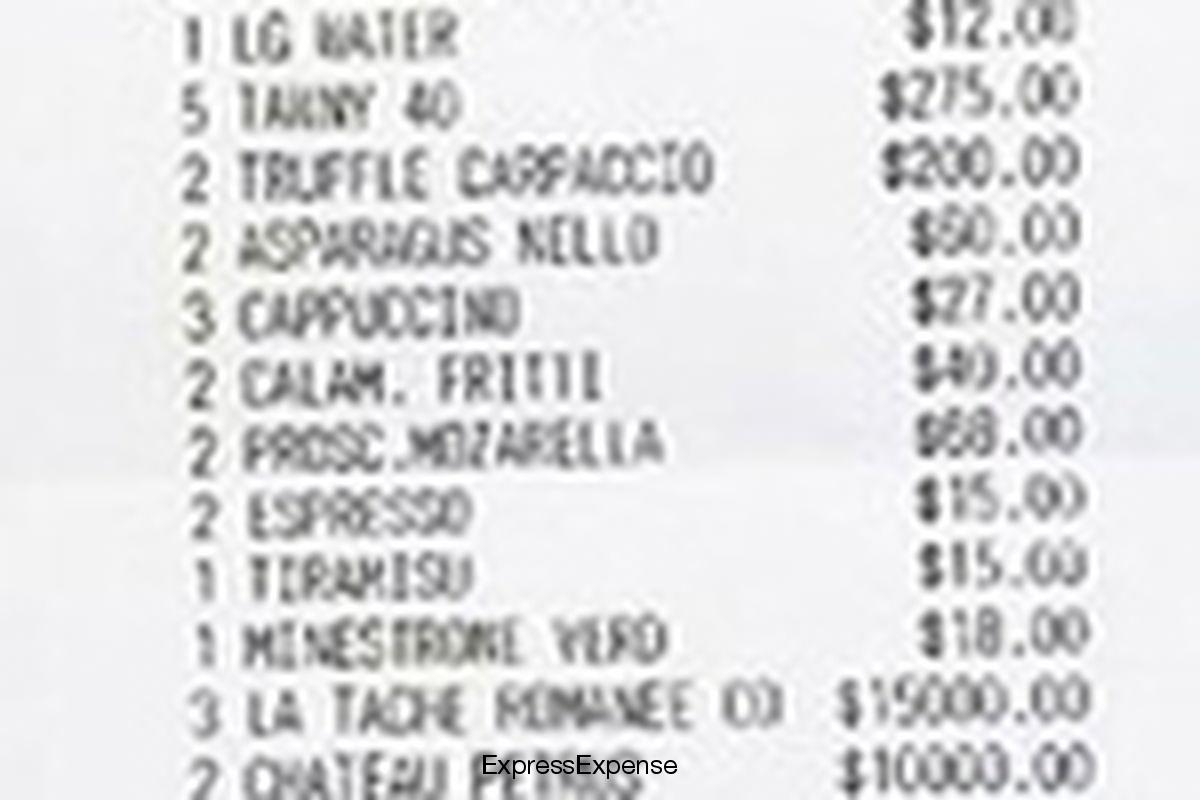 1 LG WATER $12.00
5 TAWNY 40 $275.00
2 TRUFFLE CARPACCIO $200.00
2 ASPARAGUS NELLO $60.00
3 CAPPUCCINO $27.00
2 CALAM. FRITTI
2 PROSC.MOZARELLA $68.00
2 ESPRESSO $15.00
1 TIRAMISU $15.00
1 MINESTRONE VERD $18.00
3 LA TACHE ROMANEE $15000.00
2 CHATEAU PETRUS $10000.00
ExpressExpense